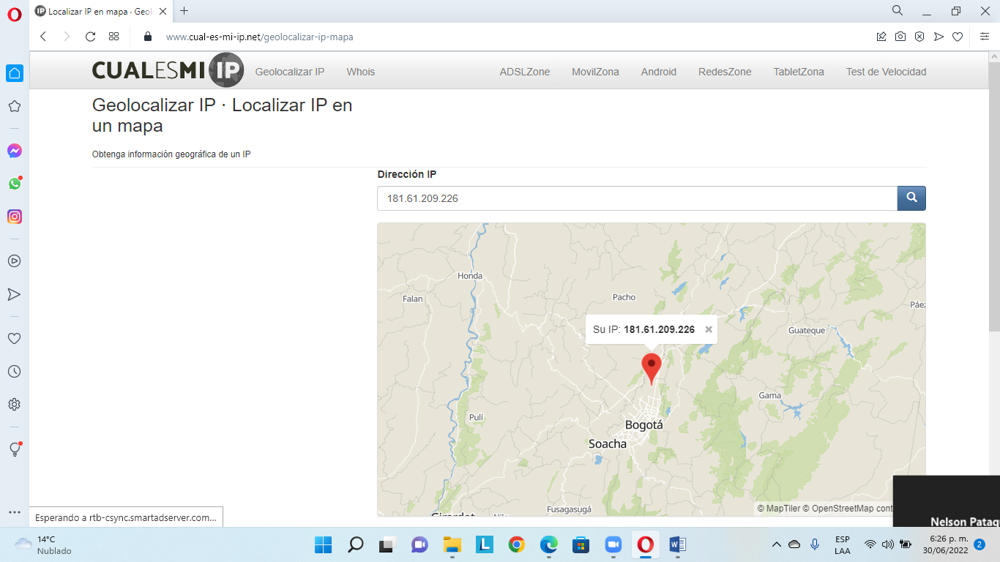 Localizar IP en mapa · Geol
www.cual-es-mi-ip.net/geolocalizar-ip-mapa
CUALESMI IP
Geolocalizar IP
Whois
ADSLZone
MovilZona
Android
RedesZone
TabletZona
Test de Velocidad
Geolocalizar IP · Localizar IP en
un mapa
Obtenga información geográfica de un IP
Dirección IP
181.61.209.226
Honda
Falan
Pacho
Páez
Su IP: 181.61.209.226
Guateque
Gama
Pulí
Bogotá
Soacha
Fusagasugá
Girardot
Nil
© MapTiler © OpenStreetMap cont
Nelson Pataq
Esperando a rtb-csync.smartadserver.com...
14°C
Nublado
ESP
LAA
6:26 p. m.
30/06/2022
2